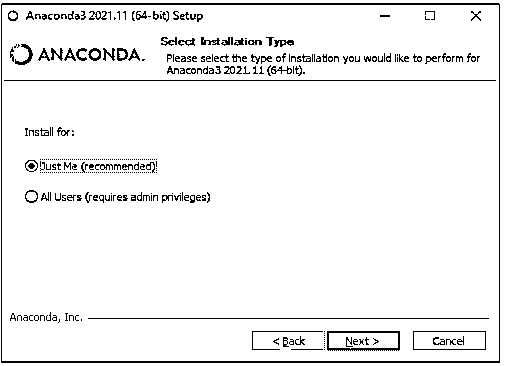 Anaconda3 2021.11 (64-bit) Setup
ANACONDA.
Select Installation Type
Please select the type of installation you would like to perform for
Anaconda3 2021.11 (64-bit).
Install for:
Just Me (recommended)
All Users (requires admin privileges)
Anaconda, Inc.
< Back Next > Cancel